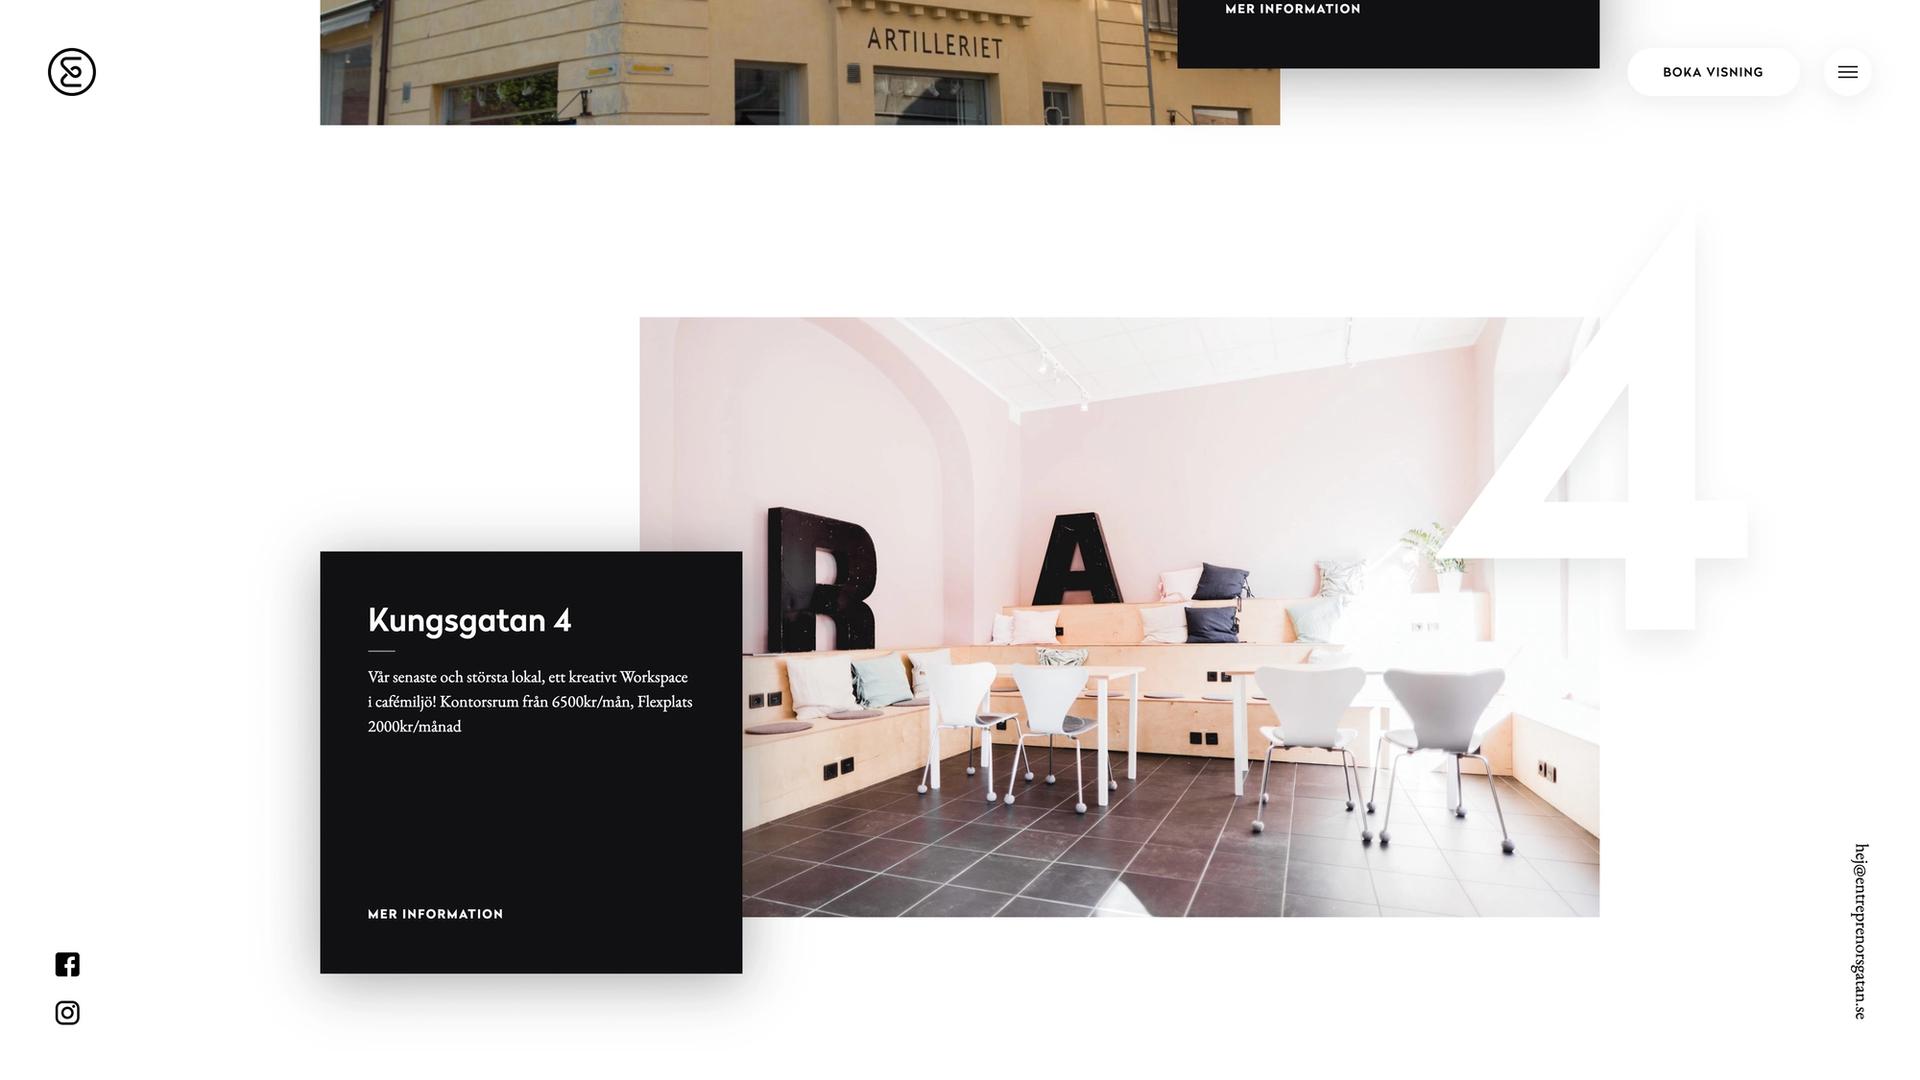 ARTILLERIET
MER INFORMATION
BOKA VISNING
4
R
A
Kungsgatan 4
Vår senaste och största lokal, ett kreativt Workspace
i cafémiljö! Kontorsrum från 6500kr/mån, Flexplats
2000kr/månad
MER INFORMATION
hej@entreprenorsgatan.se